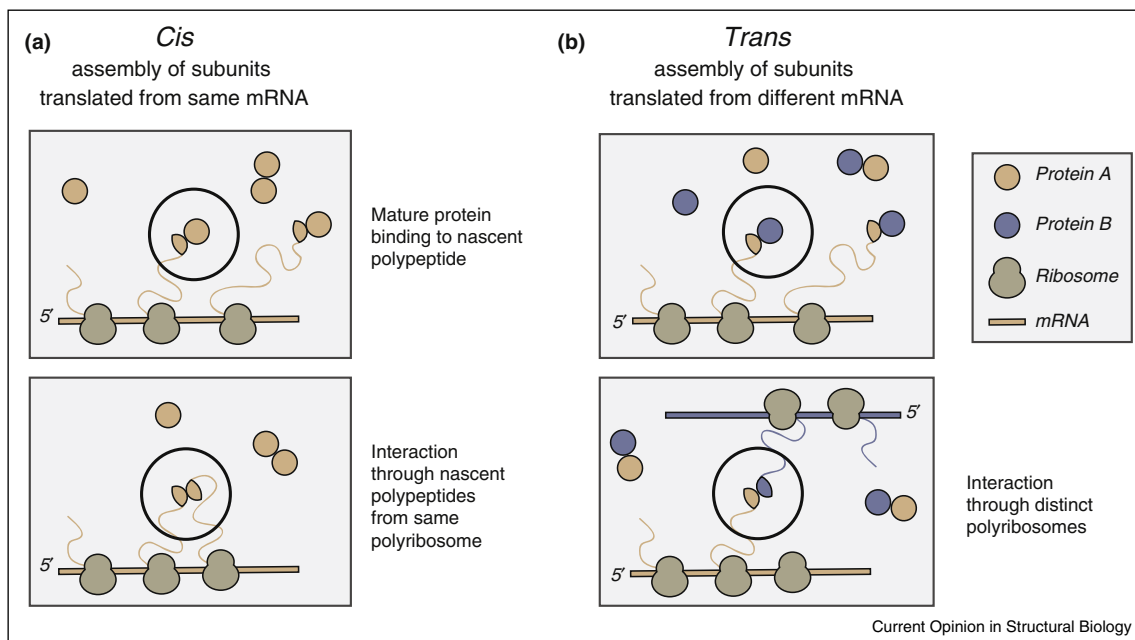 (a)
Cis
assembly of subunits
translated from same mRNA
5′
Mature protein
binding to nascent
polypeptide
5′
Interaction
through nascent
polypeptides
from same
polyribosome
(b)
Trans
assembly of subunits
translated from different mRNA
5′
5′
5′
Interaction
through distinct
polyribosomes
Protein A
Protein B
Ribosome
mRNA
Current Opinion in Structural Biology